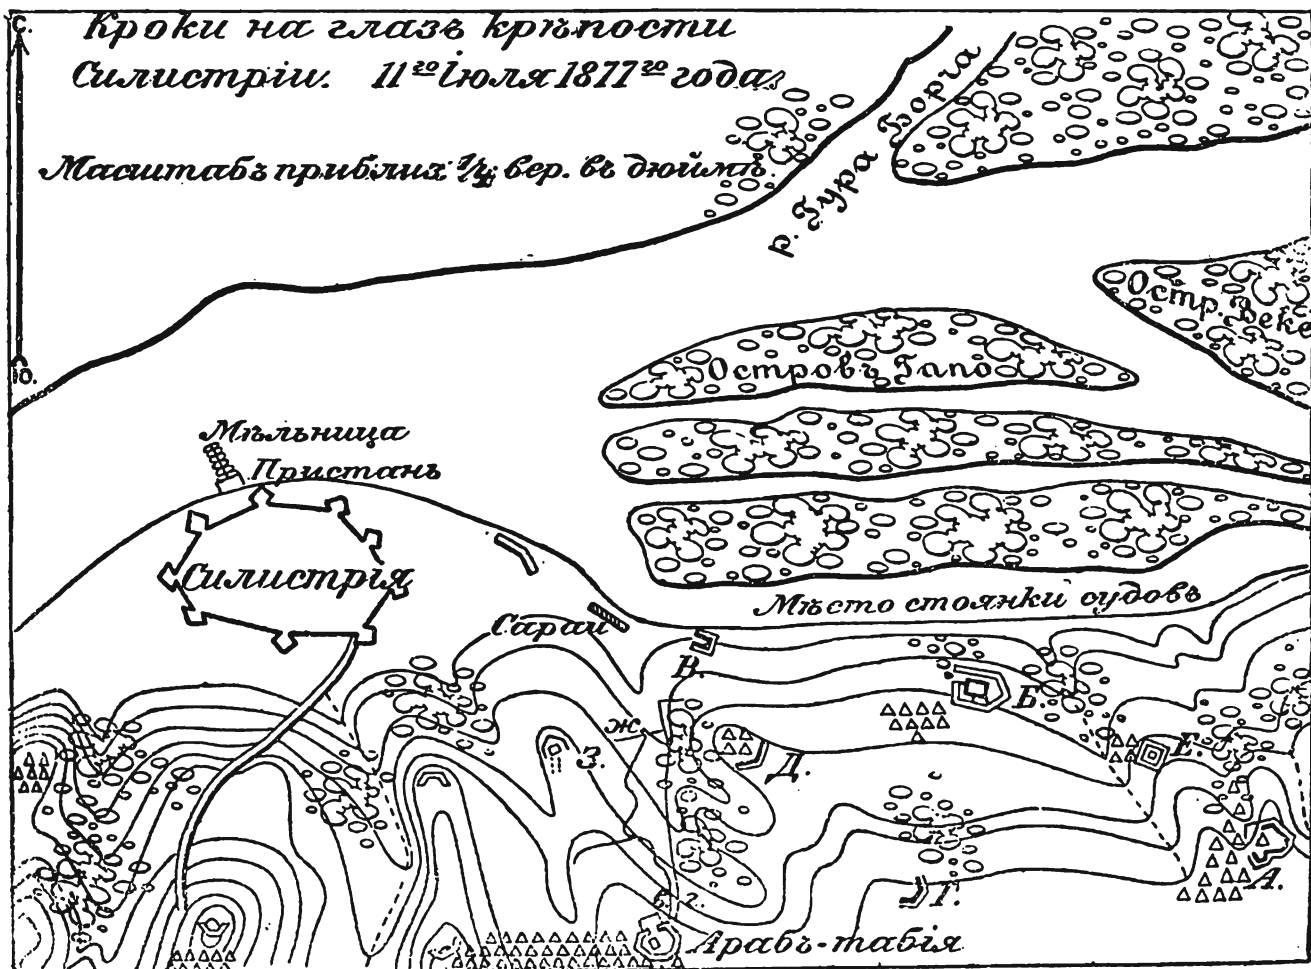 С.
Кроки на глазъ крѣпости
Силистріи. 11го Іюля 1877го года
Масштабъ приблиз. 1/4 вер. въ дюймѣ.
р. Гура Борча
Остр. Веке
Островъ Гапо
Ю.
Мѣльница
Пристань
Силистрія
Мѣсто стоянки судовъ
Сараи
В.
Б.
Ж
З.
Д.
Е.
А.
Г.
Арабъ-табія